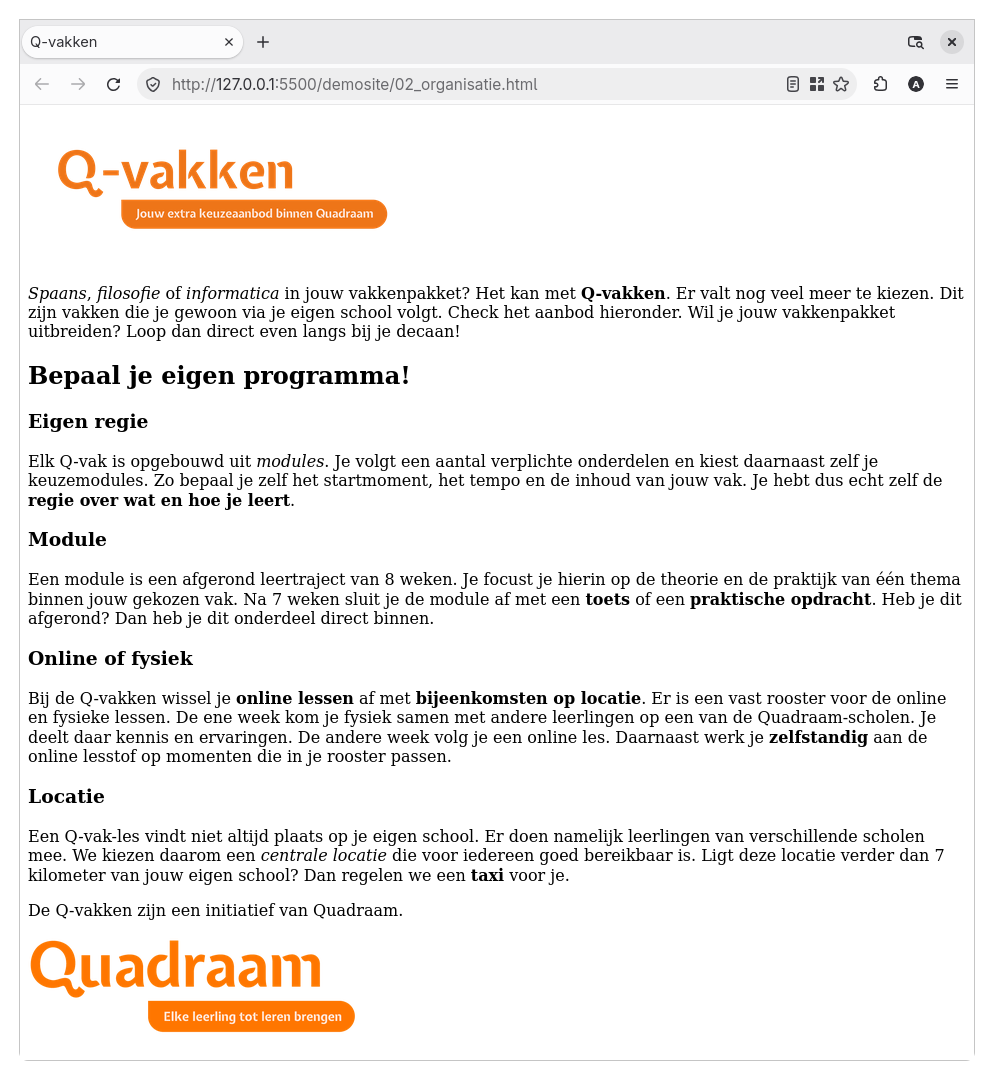 Q-vakken
http://127.0.0.1:5500/demosite/02_organisatie.html
A
Q-vakken
Jouw extra keuzeaanbod binnen Quadraam
Spaans, filosofie of informatica in jouw vakkenpakket? Het kan met Q-vakken. Er valt nog veel meer te kiezen. Dit
zijn vakken die je gewoon via je eigen school volgt. Check het aanbod hieronder. Wil je jouw vakkenpakket
uitbreiden? Loop dan direct even langs bij je decaan!
Bepaal je eigen programma!
Eigen regie
Elk Q-vak is opgebouwd uit modules. Je volgt een aantal verplichte onderdelen en kiest daarnaast zelf je
keuzemodules. Zo bepaal je zelf het startmoment, het tempo en de inhoud van jouw vak. Je hebt dus echt zelf de
regie over wat en hoe je leert.
Module
Een module is een afgerond leertraject van 8 weken. Je focust je hierin op de theorie en de praktijk van één thema
binnen jouw gekozen vak. Na 7 weken sluit je de module af met een toets of een praktische opdracht. Heb je dit
afgerond? Dan heb je dit onderdeel direct binnen.
Online of fysiek
Bij de Q-vakken wissel je online lessen af met bijeenkomsten op locatie. Er is een vast rooster voor de online
en fysieke lessen. De ene week kom je fysiek samen met andere leerlingen op een van de Quadraam-scholen. Je
deelt daar kennis en ervaringen. De andere week volg je een online les. Daarnaast werk je zelfstandig aan de
online lesstof op momenten die in je rooster passen.
Locatie
Een Q-vak-les vindt niet altijd plaats op je eigen school. Er doen namelijk leerlingen van verschillende scholen
mee. We kiezen daarom een centrale locatie die voor iedereen goed bereikbaar is. Ligt deze locatie verder dan 7
kilometer van jouw eigen school? Dan regelen we een taxi voor je.
De Q-vakken zijn een initiatief van Quadraam.
Quadraam
Elke leerling tot leren brengen